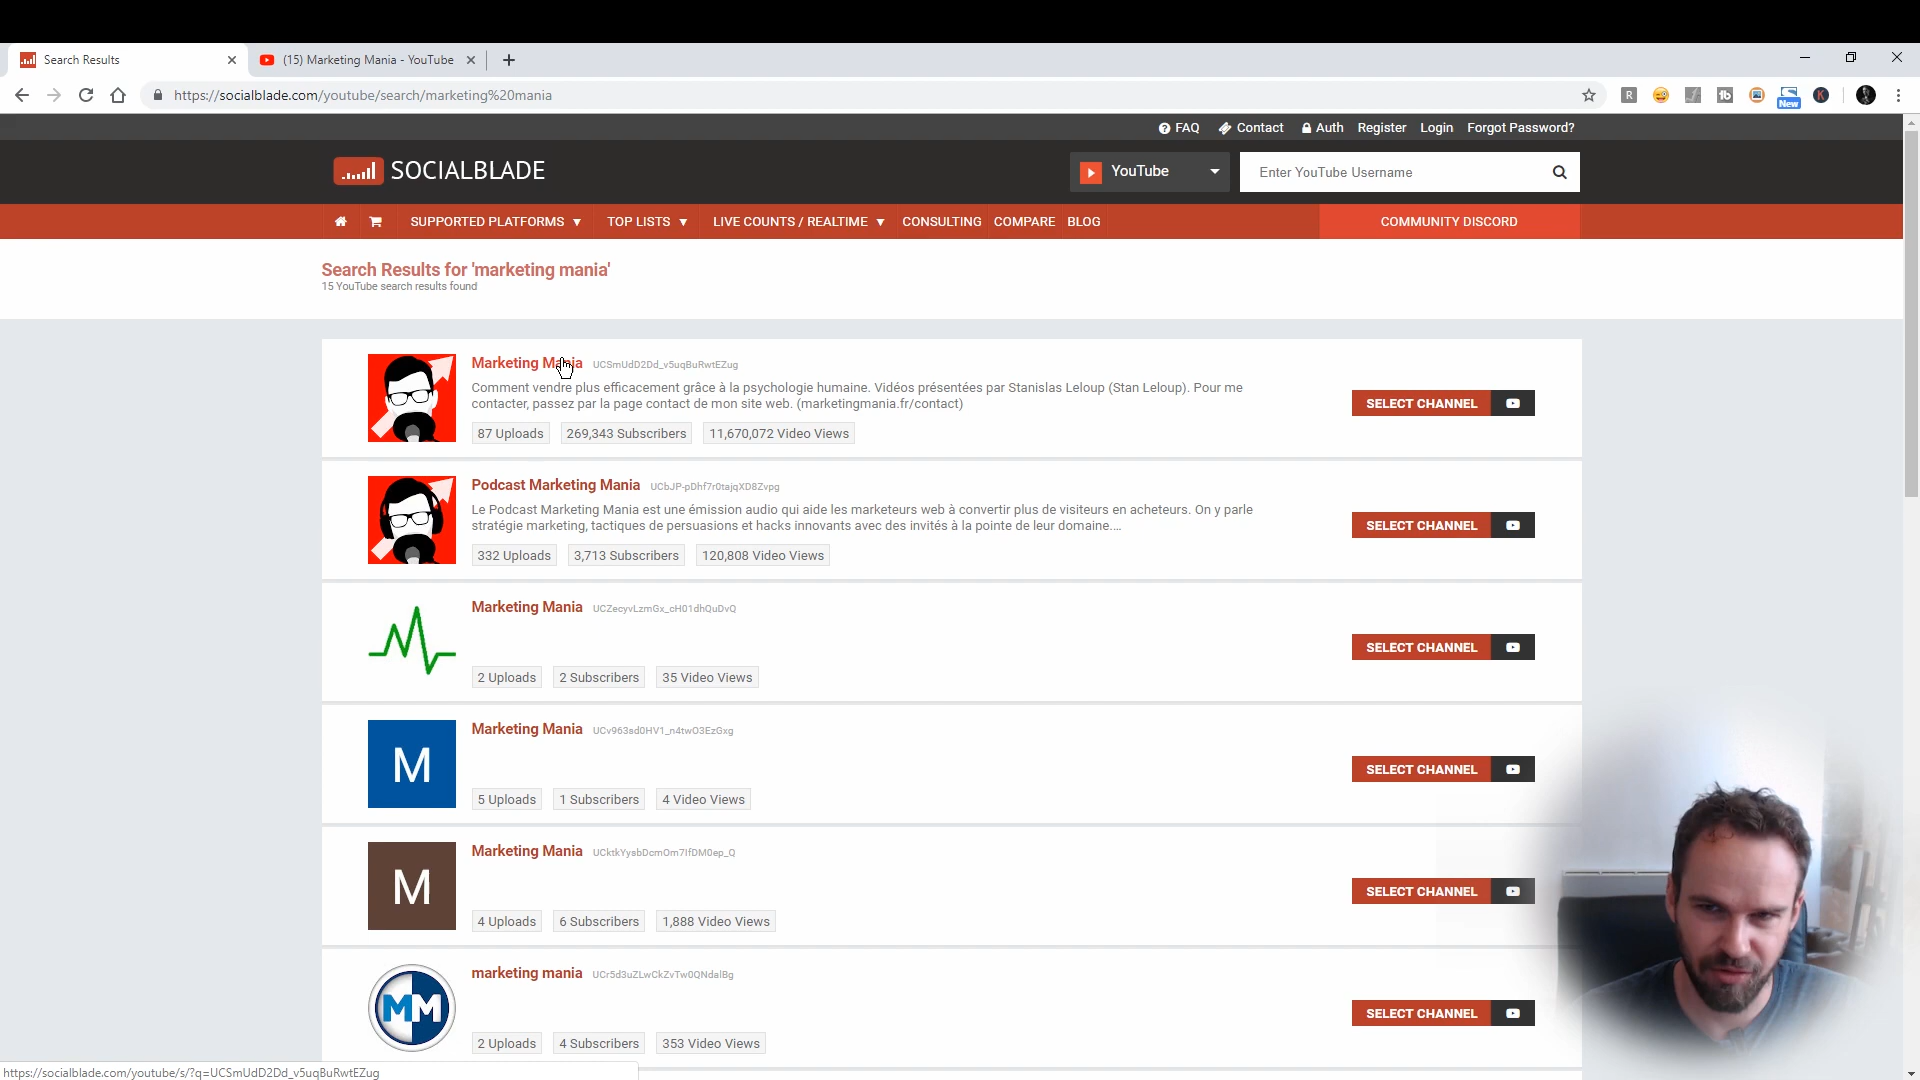 Search Results
(15) Marketing Mania - YouTube
https://socialblade.com/youtube/search/marketing%20mania
R
tb
New
K
FAQ Contact Auth Register Login Forgot Password?
SOCIALBLADE
YouTube
Enter YouTube Username
SUPPORTED PLATFORMS TOP LISTS LIVE COUNTS / REALTIME CONSULTING COMPARE BLOG
COMMUNITY DISCORD
Search Results for 'marketing mania'
15 YouTube search results found
Marketing Mania UCSmUdD2Dd_v5uqBuRwtEZug
Comment vendre plus efficacement grâce à la psychologie humaine. Vidéos présentées par Stanislas Leloup (Stan Leloup). Pour me
contacter, passez par la page contact de mon site web. (marketingmania.fr/contact)
87 Uploads 269,343 Subscribers 11,670,072 Video Views
SELECT CHANNEL
Podcast Marketing Mania UCbJP-pDhf7r0tajqXD8Zvpg
Le Podcast Marketing Mania est une émission audio qui aide les marketeurs web à convertir plus de visiteurs en acheteurs. On y parle
stratégie marketing, tactiques de persuasions et hacks innovants avec des invités à la pointe de leur domaine....
332 Uploads 3,713 Subscribers 120,808 Video Views
SELECT CHANNEL
Marketing Mania UCZecyvLzmGx_cH01dhQuDvQ
2 Uploads 2 Subscribers 35 Video Views
SELECT CHANNEL
M
Marketing Mania UCv963ad0HV1_n4twO3EzGxg
5 Uploads 1 Subscribers 4 Video Views
SELECT CHANNEL
M
Marketing Mania UCktkYyabDcmOm7IfDM0ep_Q
4 Uploads 6 Subscribers 1,888 Video Views
SELECT CHANNEL
MM
marketing mania UCr5d3uZLwCkZvTw0QNdalBg
2 Uploads 4 Subscribers 353 Video Views
SELECT CHANNEL
https://socialblade.com/youtube/s/?q=UCSmUdD2Dd_v5uqBuRwtEZug